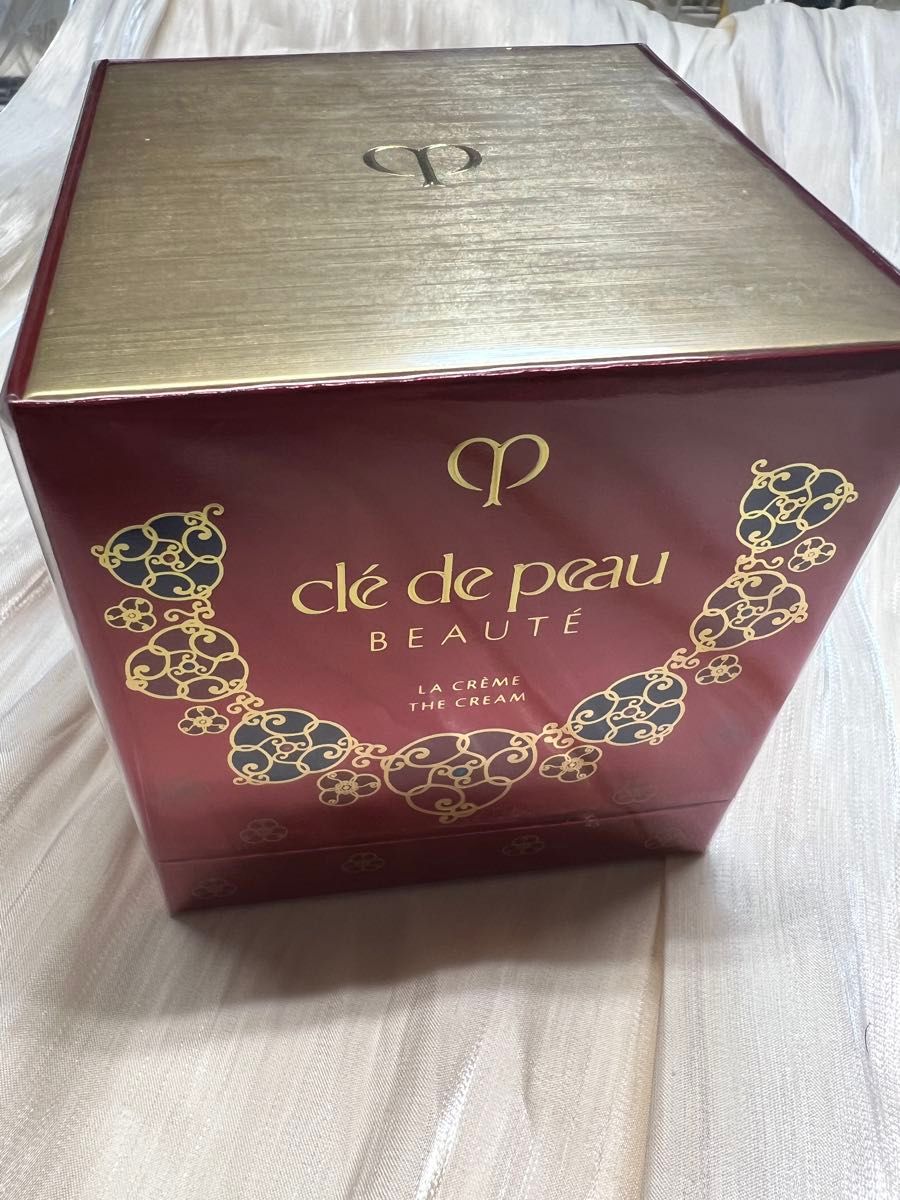 clé de peau
BEAUTÉ
LA CRÈME
THE CREAM